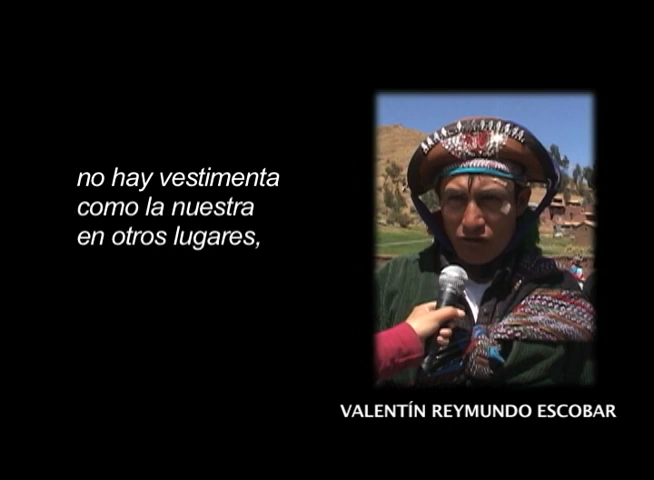 no hay vestimenta
como la nuestra
en otros lugares,
VALENTÍN REYMUNDO ESCOBAR